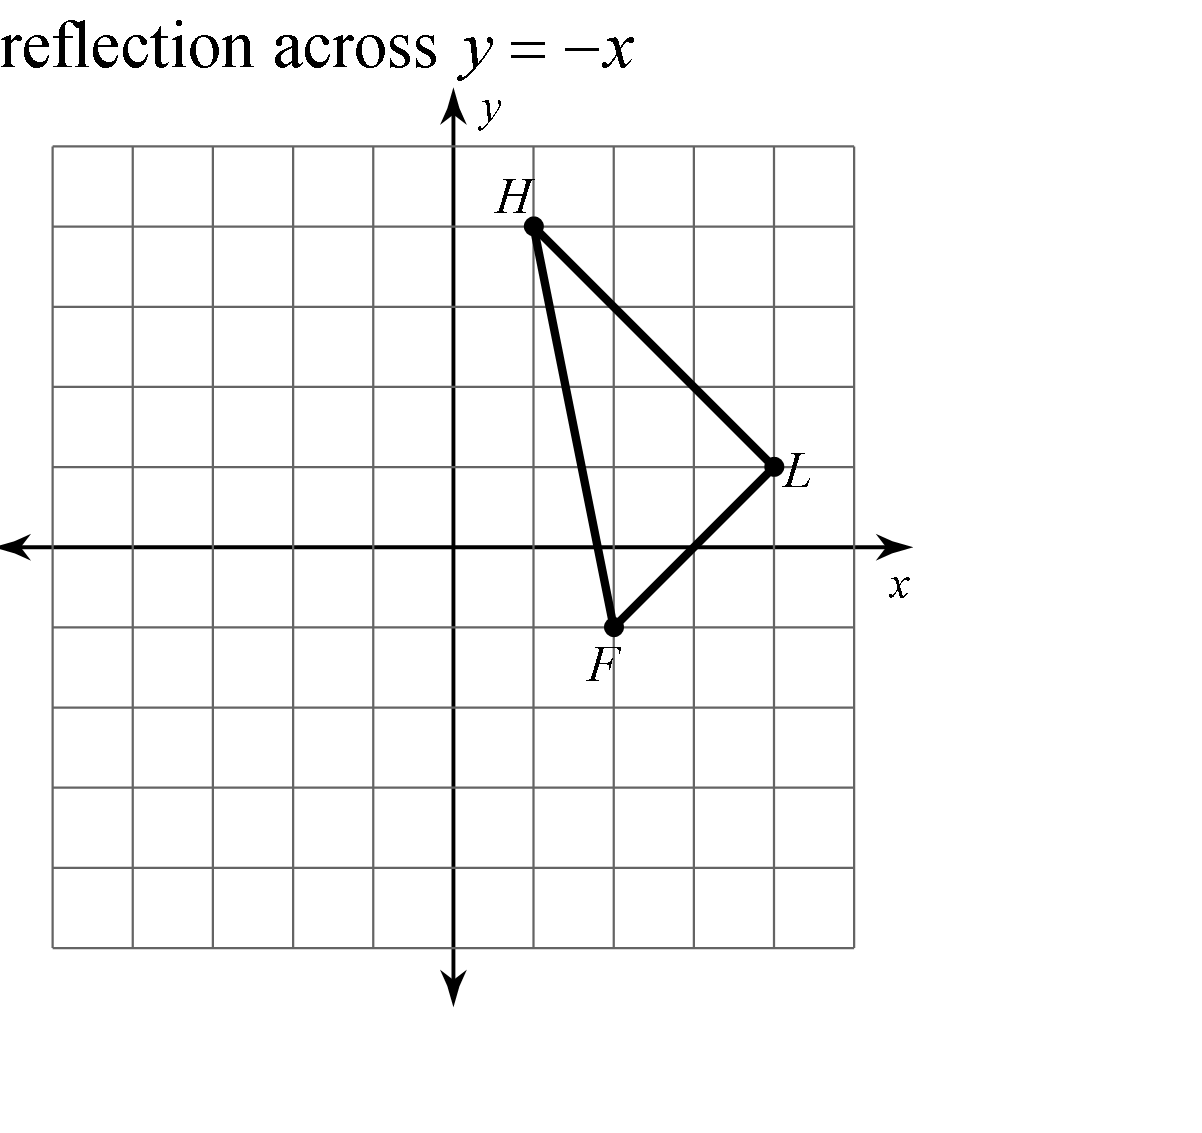 reflection across y = −x
y
H
L
x
F